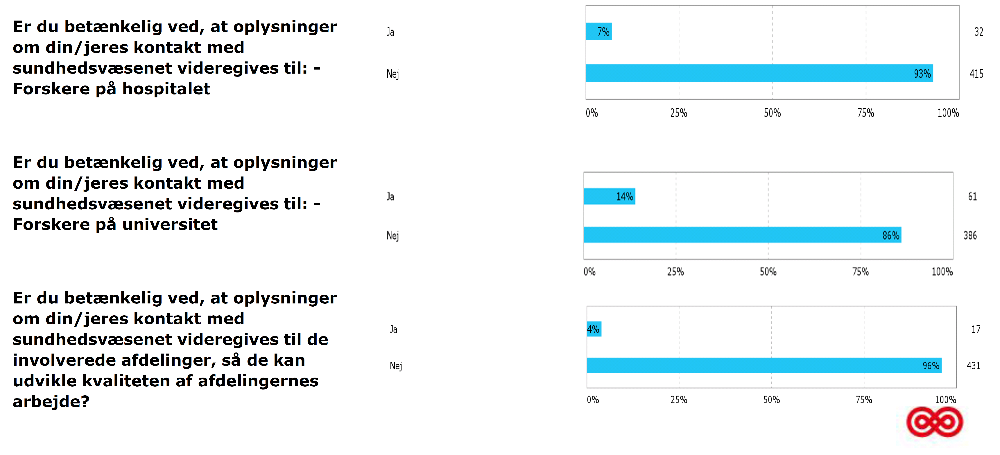 Er du betænkelig ved, at oplysninger
om din/jeres kontakt med
sundhedsvæsenet videregives til: -
Forskere på hospitalet
Ja
7%
32
Nej
93%
415
0% 25% 50% 75% 100%
Er du betænkelig ved, at oplysninger
om din/jeres kontakt med
sundhedsvæsenet videregives til: -
Forskere på universitet
Ja
14%
61
Nej
86%
386
0% 25% 50% 75% 100%
Er du betænkelig ved, at oplysninger
om din/jeres kontakt med
sundhedsvæsenet videregives til de
involverede afdelinger, så de kan
udvikle kvaliteten af afdelingernes
arbejde?
Ja
4%
17
Nej
96%
431
0% 25% 50% 75% 100%